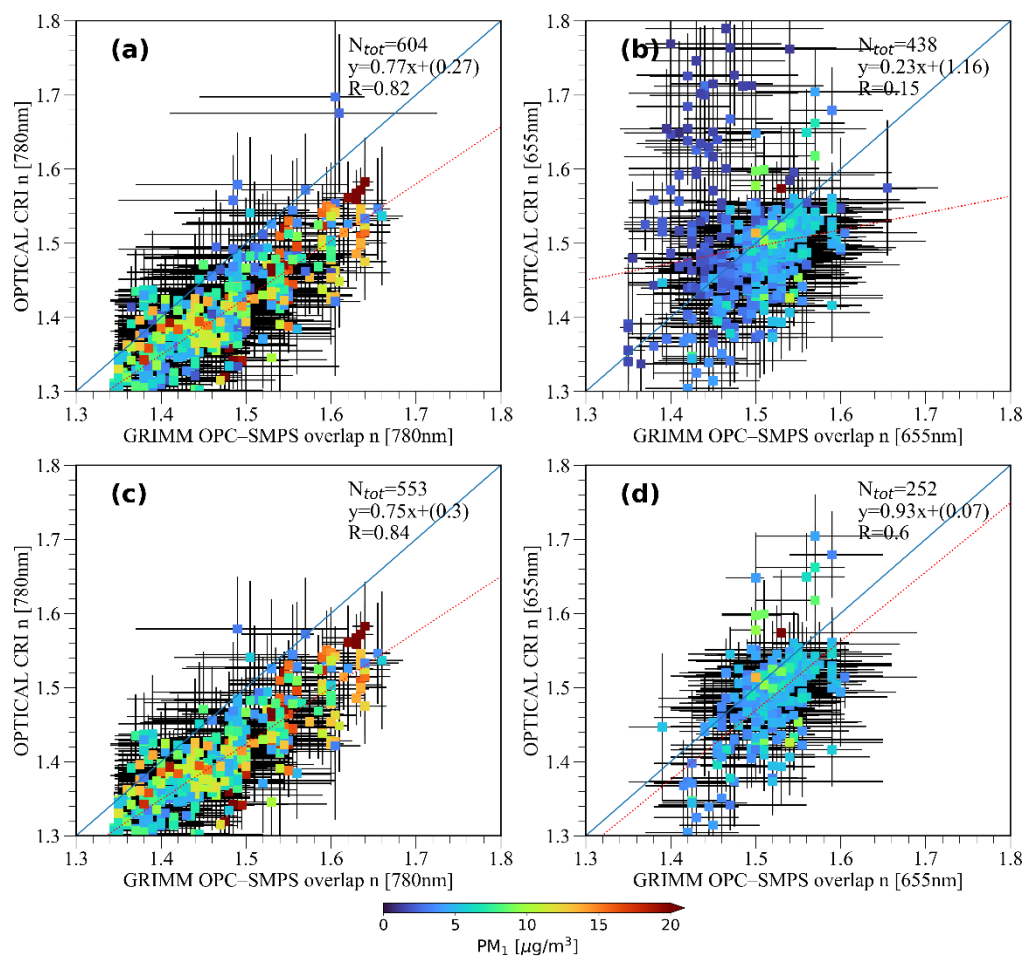 (a)
N_tot=604
y=0.77x+(0.27)
R=0.82
1.8
1.7
1.6
1.5
1.4
1.3
OPTICAL CRI n [780nm]
1.3 1.4 1.5 1.6 1.7 1.8
GRIMM OPC–SMPS overlap n [780nm]
(b)
N_tot=438
y=0.23x+(1.16)
R=0.15
1.8
1.7
1.6
1.5
1.4
1.3
OPTICAL CRI n [655nm]
1.3 1.4 1.5 1.6 1.7 1.8
GRIMM OPC–SMPS overlap n [655nm]
(c)
N_tot=553
y=0.75x+(0.3)
R=0.84
1.8
1.7
1.6
1.5
1.4
1.3
OPTICAL CRI n [780nm]
1.3 1.4 1.5 1.6 1.7 1.8
GRIMM OPC–SMPS overlap n [780nm]
(d)
N_tot=252
y=0.93x+(0.07)
R=0.6
1.8
1.7
1.6
1.5
1.4
1.3
OPTICAL CRI n [655nm]
1.3 1.4 1.5 1.6 1.7 1.8
GRIMM OPC–SMPS overlap n [655nm]
0 5 10 15 20
PM₁ [μg/m³]